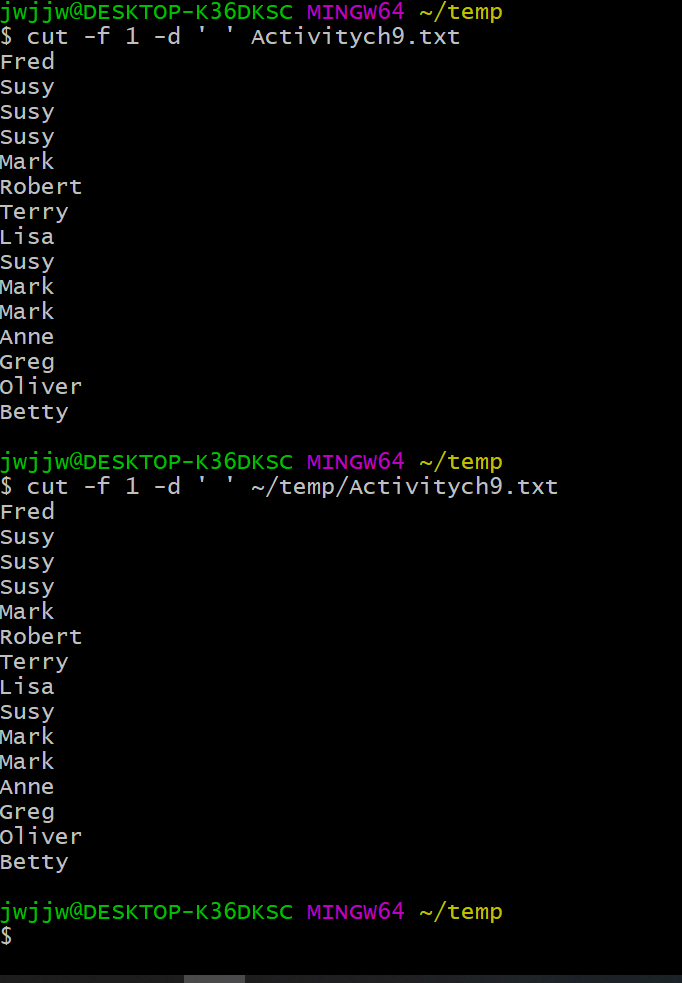 jwjjw@DESKTOP-K36DKSC MINGW64 ~/temp
$ cut -f 1 -d ' ' Activitych9.txt
Fred
Susy
Susy
Susy
Mark
Robert
Terry
Lisa
Susy
Mark
Mark
Anne
Greg
Oliver
Betty
jwjjw@DESKTOP-K36DKSC MINGW64 ~/temp
$ cut -f 1 -d ' ' ~/temp/Activitych9.txt
Fred
Susy
Susy
Susy
Mark
Robert
Terry
Lisa
Susy
Mark
Mark
Anne
Greg
Oliver
Betty
jwjjw@DESKTOP-K36DKSC MINGW64 ~/temp
$